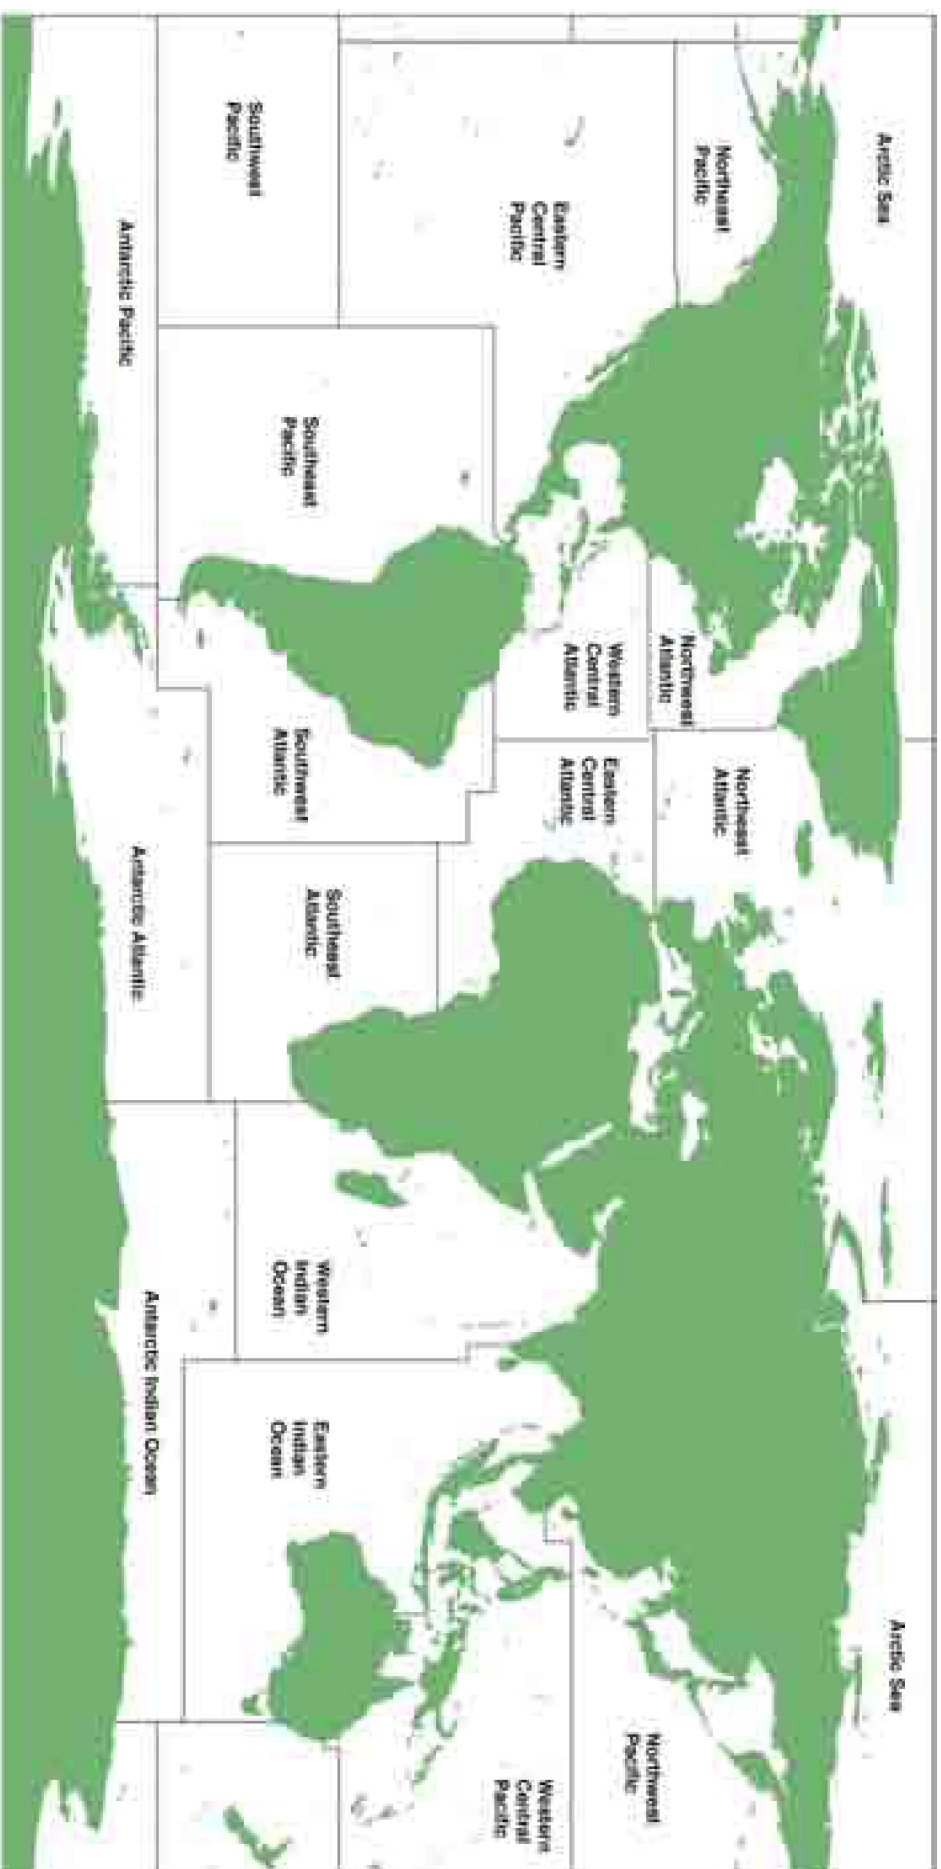 Arctic Sea
Arctic Sea
Northeast
Pacific
Northwest
Atlantic
Northeast
Atlantic
Northwest
Pacific
Eastern
Central
Pacific
Western
Central
Atlantic
Eastern
Central
Atlantic
Western
Central
Pacific
Southwest
Pacific
Southeast
Pacific
Southwest
Atlantic
Southeast
Atlantic
Western
Indian
Ocean
Eastern
Indian
Ocean
Antarctic Pacific
Antarctic Atlantic
Antarctic Indian Ocean